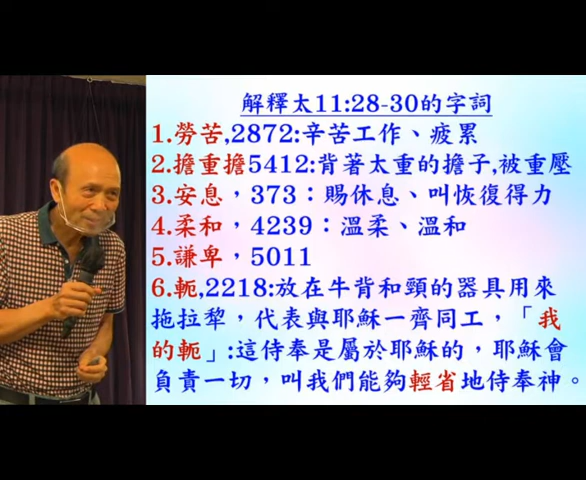 解釋太11:28-30的字詞
1.勞苦,2872:辛苦工作、疲累
2.擔重擔5412:背著太重的擔子,被重壓
3.安息，373：賜休息、叫恢復得力
4.柔和，4239：溫柔、溫和
5.謙卑，5011
6.軛,2218:放在牛背和頸的器具用來
拖拉犁，代表與耶穌一齊同工，「我
的軛」:這侍奉是屬於耶穌的，耶穌會
負責一切，叫我們能夠輕省地侍奉神。